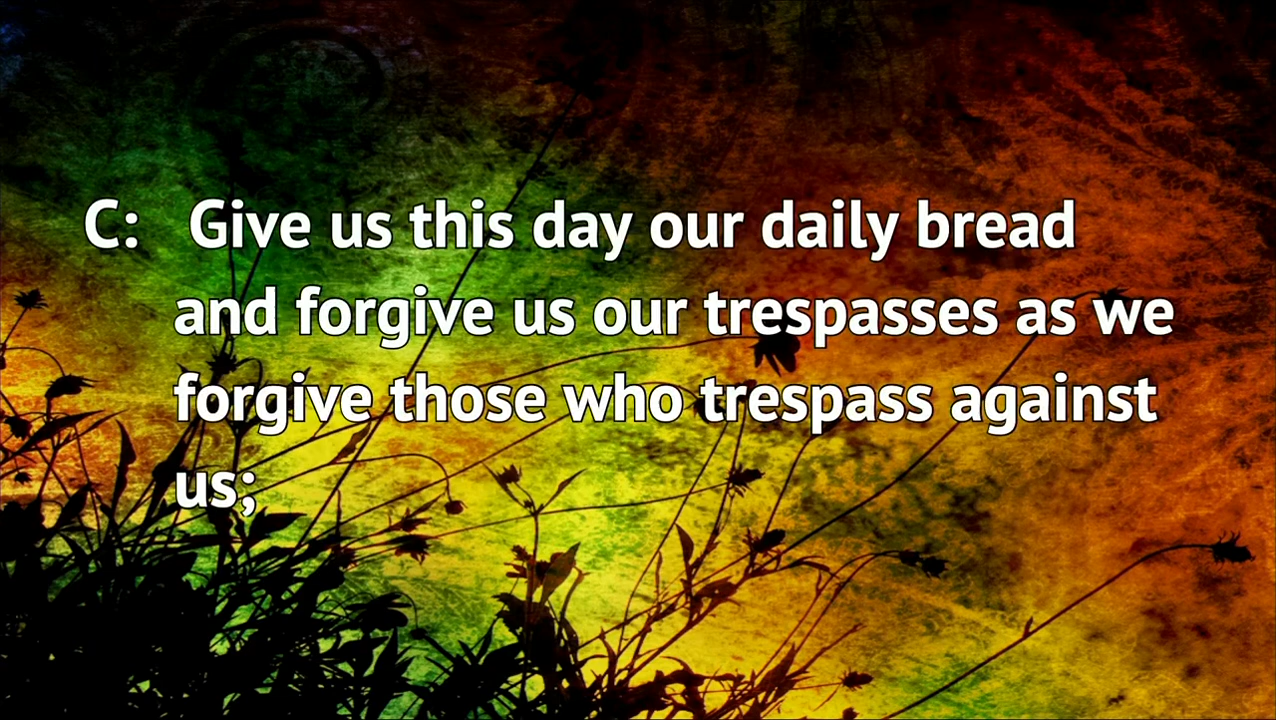 C: Give us this day our daily bread
and forgive us our trespasses as we
forgive those who trespass against
us;